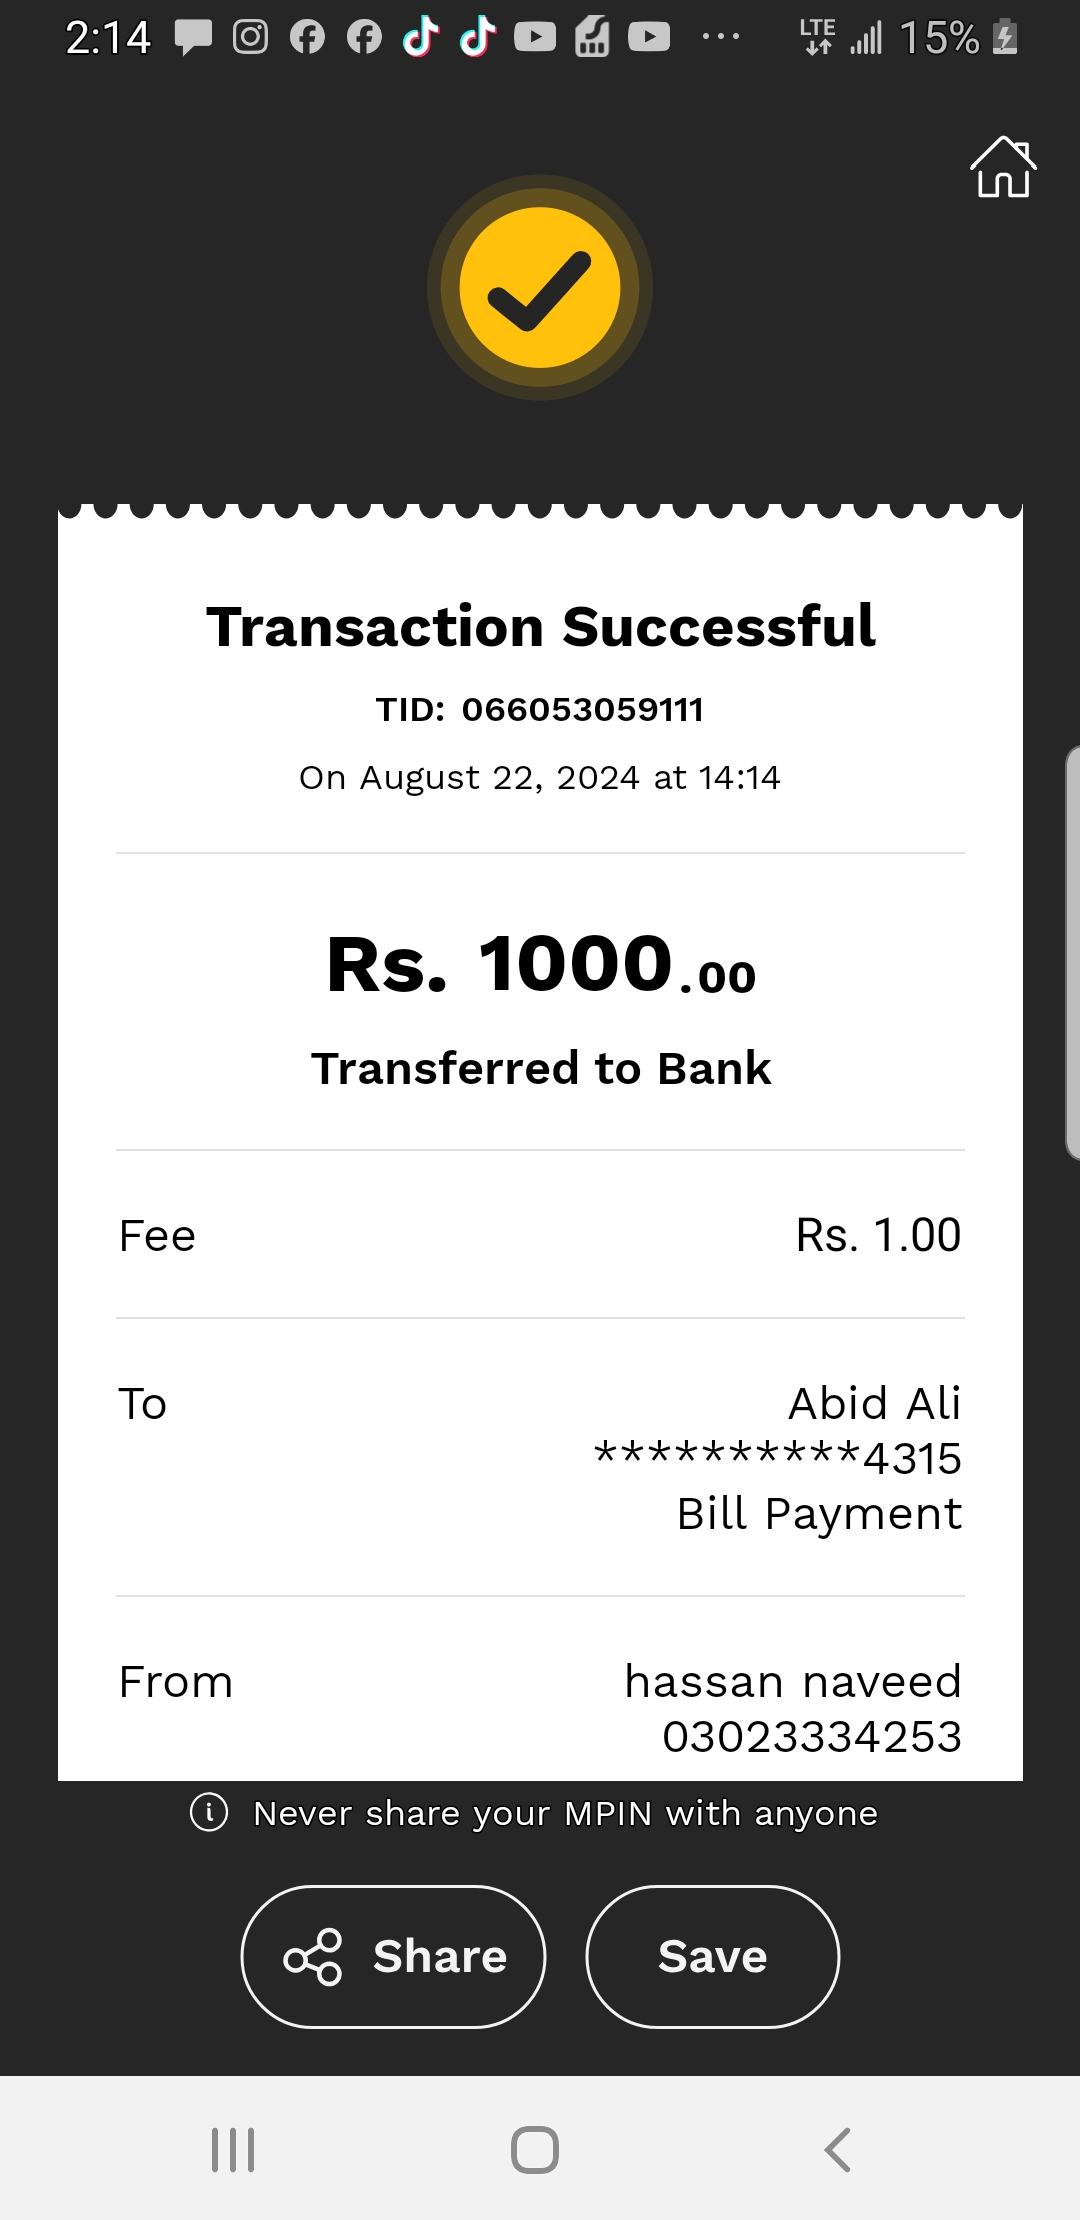 2:14 LTE 15%
Transaction Successful
TID: 066053059111
On August 22, 2024 at 14:14
Rs. 1000.00
Transferred to Bank
Fee Rs. 1.00
To Abid Ali
**********4315
Bill Payment
From hassan naveed
03023334253
Never share your MPIN with anyone
Share Save